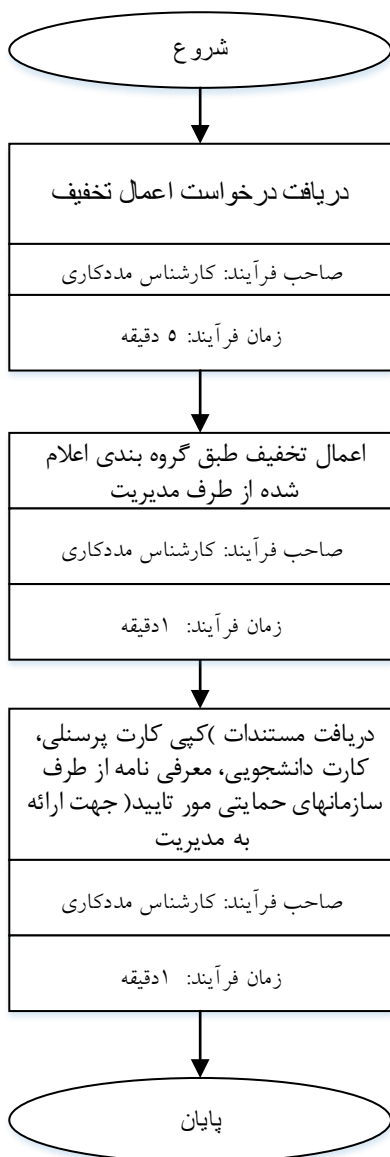 شروع
دریافت درخواست اعمال تخفیف
صاحب فرآیند: کارشناس مددکاری
زمان فرآیند: ۵ دقیقه
اعمال تخفیف طبق گروه بندی اعلام
شده از طرف مدیریت
صاحب فرآیند: کارشناس مددکاری
زمان فرآیند: ۱دقیقه
دریافت مستندات )کپی کارت پرسنلی،
کارت دانشجویی، معرفی نامه از طرف
سازمانهای حمایتی مور تایید( جهت ارائه
به مدیریت
صاحب فرآیند: کارشناس مددکاری
زمان فرآیند: ۱دقیقه
پایان